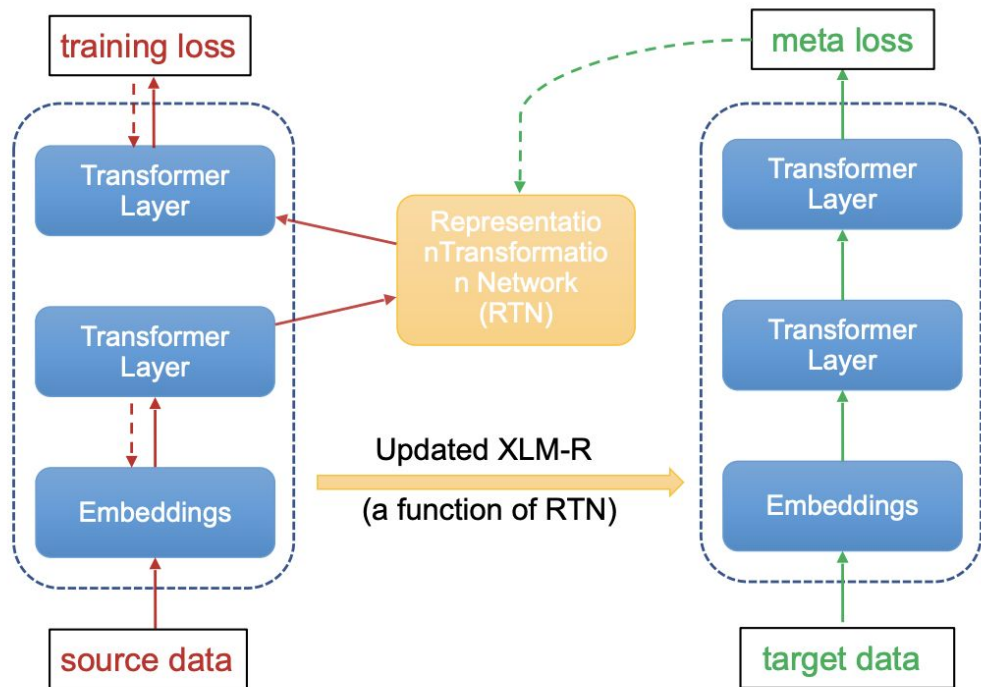 training loss
meta loss
Transformer
Layer
Representatio
nTransformatio
n Network
(RTN)
Transformer
Layer
Transformer
Layer
Transformer
Layer
Updated XLM-R
(a function of RTN)
Embeddings
Embeddings
source data
target data